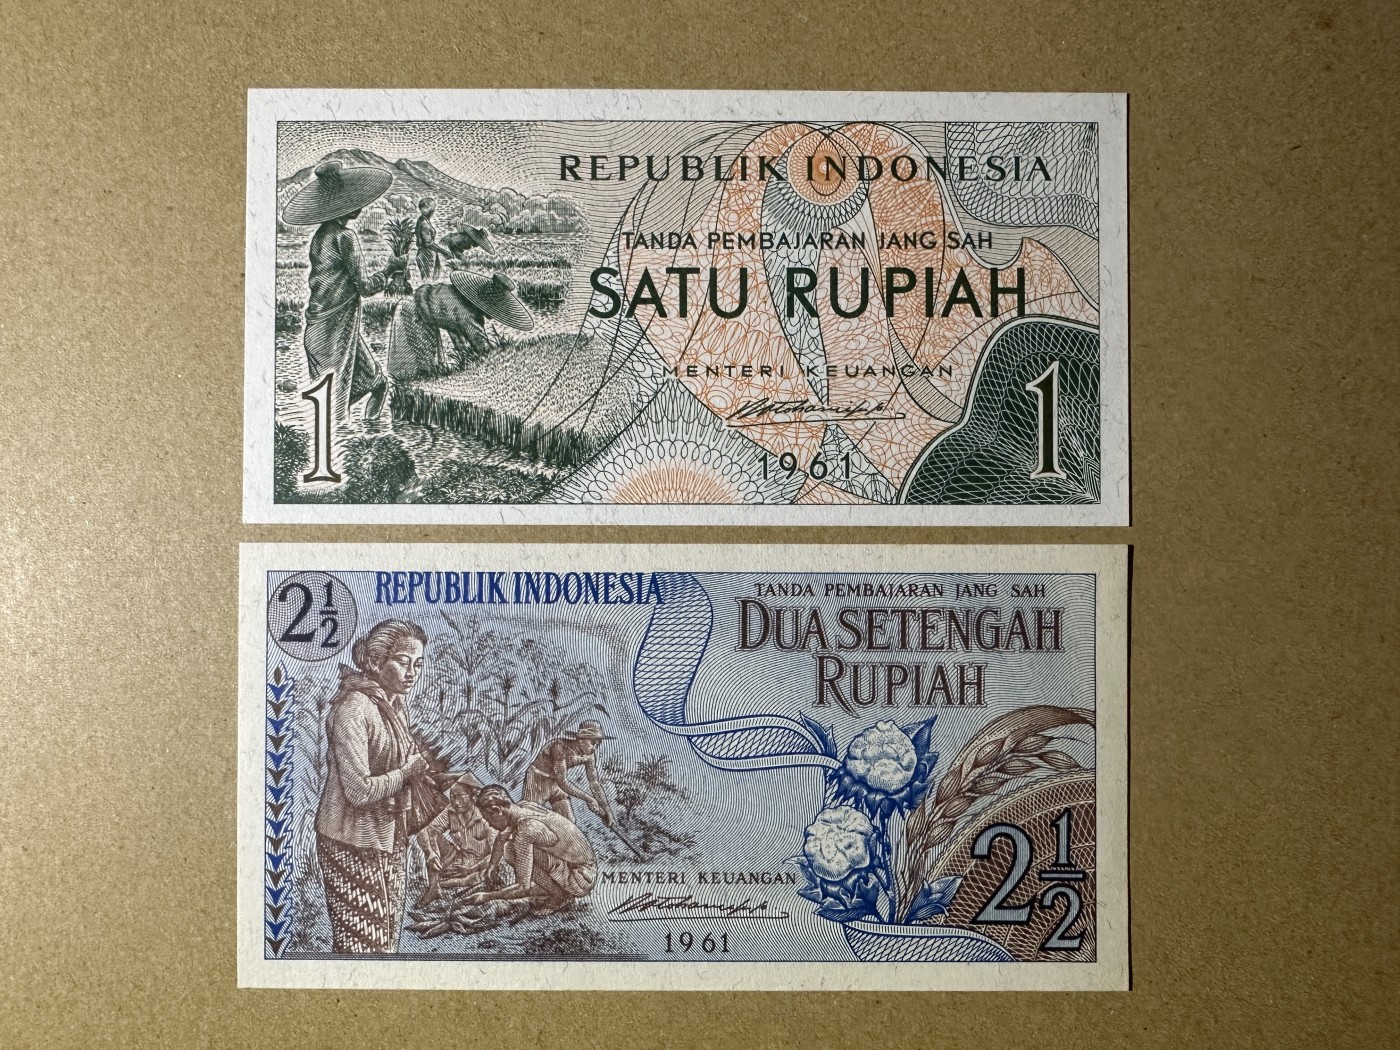 REPUBLIK INDONESIA
TANDA PEMBAJARAN JANG SAH
SATU RUPIAH
MENTERI KEUANGAN
1961
1
1
2½
REPUBLIK INDONESIA
TANDA PEMBAJARAN JANG SAH
DUA SETENGAH
RUPIAH
MENTERI KEUANGAN
1961
2½